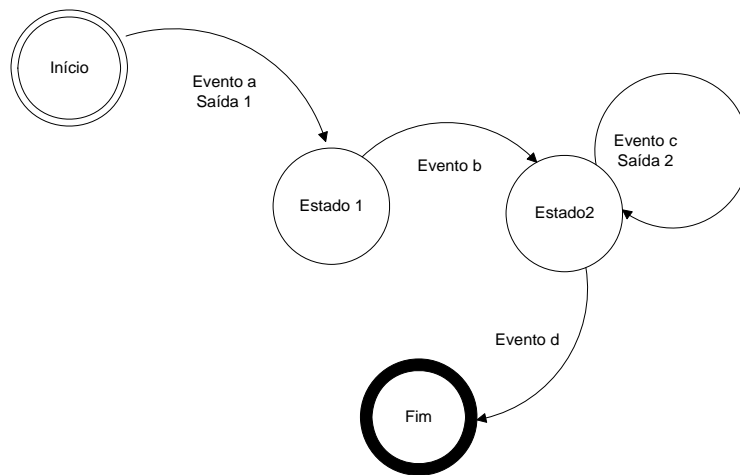 Início
Evento a
Saída 1
Evento c
Saída 2
Evento b
Estado 1
Estado2
Evento d
Fim